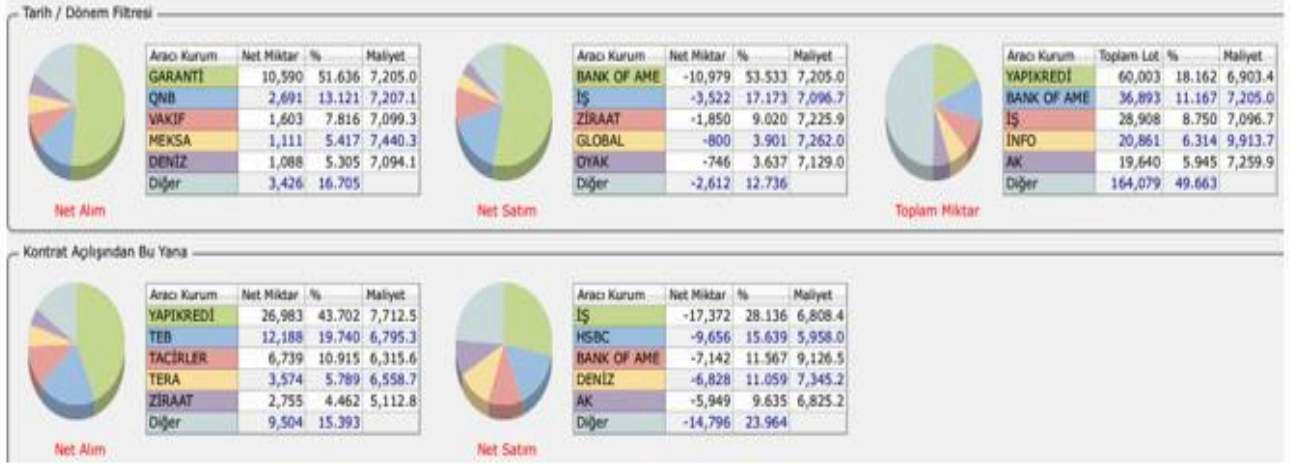 Tarih / Dönem Filtresi
Aracı Kurum Net Miktar % Maliyet
GARANTİ 10,590 51.636 7,205.0
QNB 2,691 13.121 7,207.1
VAKIF 1,603 7.816 7,099.3
MEKSA 1,111 5.417 7,440.3
DENİZ 1,088 5.305 7,094.1
Diğer 3,426 16.705
Net Alım
Aracı Kurum Net Miktar % Maliyet
BANK OF AME -10,979 53.533 7,205.0
İŞ -3,522 17.173 7,096.7
ZİRAAT -1,850 9.020 7,225.9
GLOBAL -800 3.901 7,262.0
OYAK -746 3.637 7,129.0
Diğer -2,612 12.736
Net Satım
Aracı Kurum Toplam Lot % Maliyet
YAPIKREDİ 60,003 18.162 6,903.4
BANK OF AME 36,893 11.167 7,205.0
İŞ 28,908 8.750 7,096.7
İNFO 20,861 6.314 9,913.7
AK 19,640 5.945 7,259.9
Diğer 164,079 49.663
Toplam Miktar
Kontrat Açılışından Bu Yana
Aracı Kurum Net Miktar % Maliyet
YAPIKREDİ 26,983 43.702 7,712.5
TEB 12,188 19.740 6,795.3
TACİRLER 6,739 10.915 6,315.6
TERA 3,574 5.789 6,558.7
ZİRAAT 2,755 4.462 5,112.8
Diğer 9,504 15.393
Net Alım
Aracı Kurum Net Miktar % Maliyet
İŞ -17,372 28.136 6,808.4
HSBC -9,656 15.639 5,958.0
BANK OF AME -7,142 11.567 9,126.5
DENİZ -6,828 11.059 7,345.2
AK -5,949 9.635 6,825.2
Diğer -14,796 23.964
Net Satım